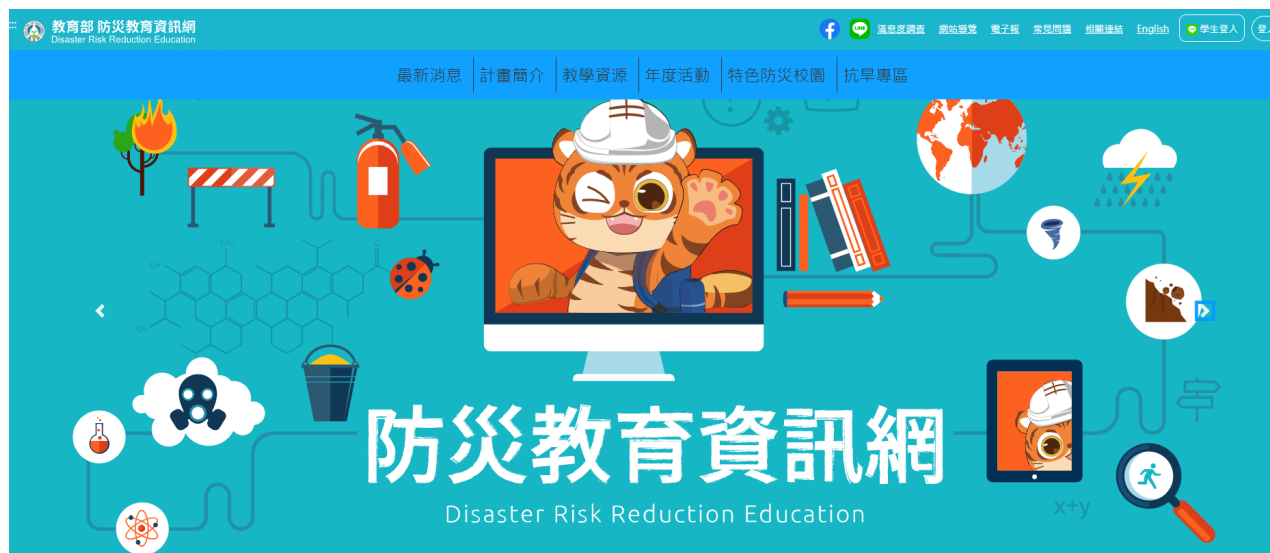 教育部 防災教育資訊網
Disaster Risk Reduction Education
滿意度調查 網站導覽 電子報 常見問題 相關連結 English 學生登入
最新消息 計畫簡介 教學資源 年度活動 特色防災校園 抗旱專區
CH₃
CH
OH
防災教育資訊網
Disaster Risk Reduction Education
x+y